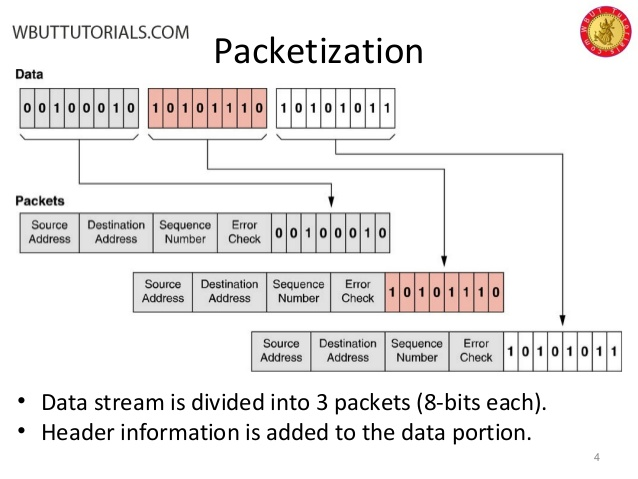 WBUTTUTORIALS.COM
Packetization
WBUT Tutorials .com
Data
0 0 1 0 0 0 1 0 1 0 1 0 1 1 1 0 1 0 1 0 1 0 1 1
Packets
Source Address Destination Address Sequence Number Error Check 0 0 1 0 0 0 1 0
Source Address Destination Address Sequence Number Error Check 1 0 1 0 1 1 1 0
Source Address Destination Address Sequence Number Error Check 1 0 1 0 1 0 1 1
• Data stream is divided into 3 packets (8-bits each).
• Header information is added to the data portion.
4